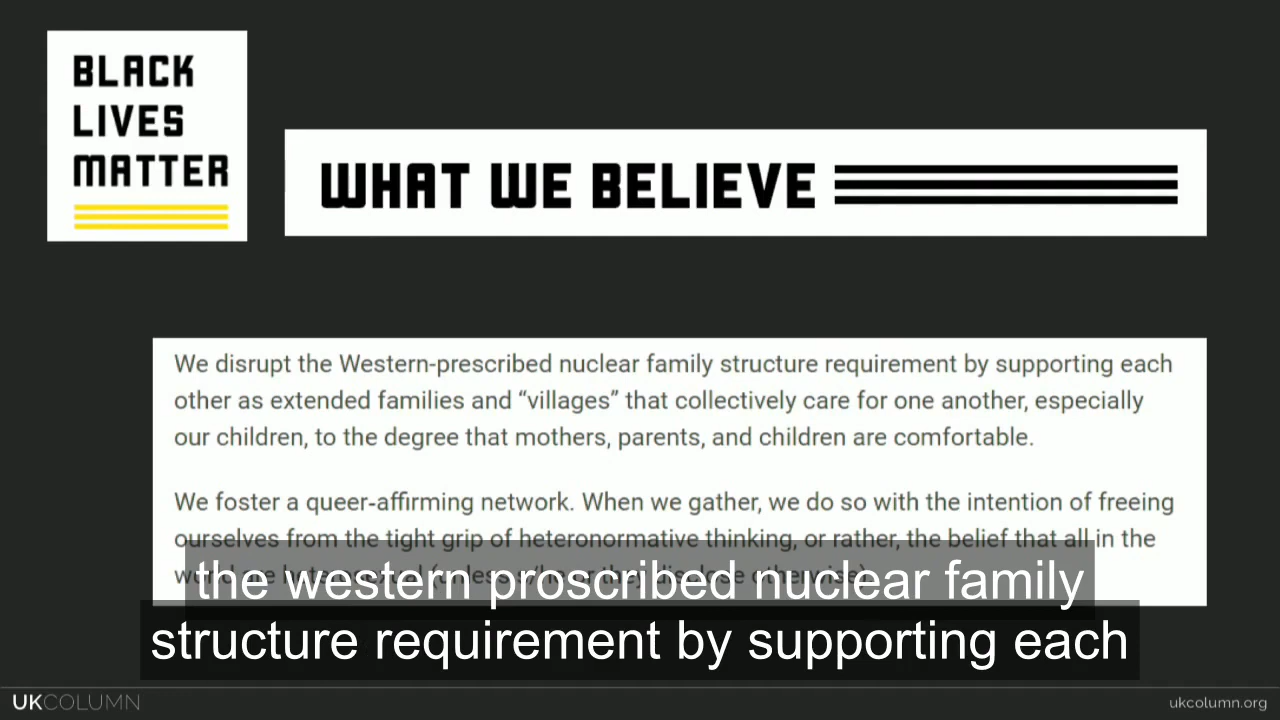 BLACK
LIVES
MATTER
WHAT WE BELIEVE
We disrupt the Western-prescribed nuclear family structure requirement by supporting each
other as extended families and “villages” that collectively care for one another, especially
our children, to the degree that mothers, parents, and children are comfortable.
We foster a queer-affirming network. When we gather, we do so with the intention of freeing
ourselves from the tight grip of heteronormative thinking, or rather, the belief that all in the
the western proscribed nuclear family
structure requirement by supporting each
UKCOLUMN
ukcolumn.org